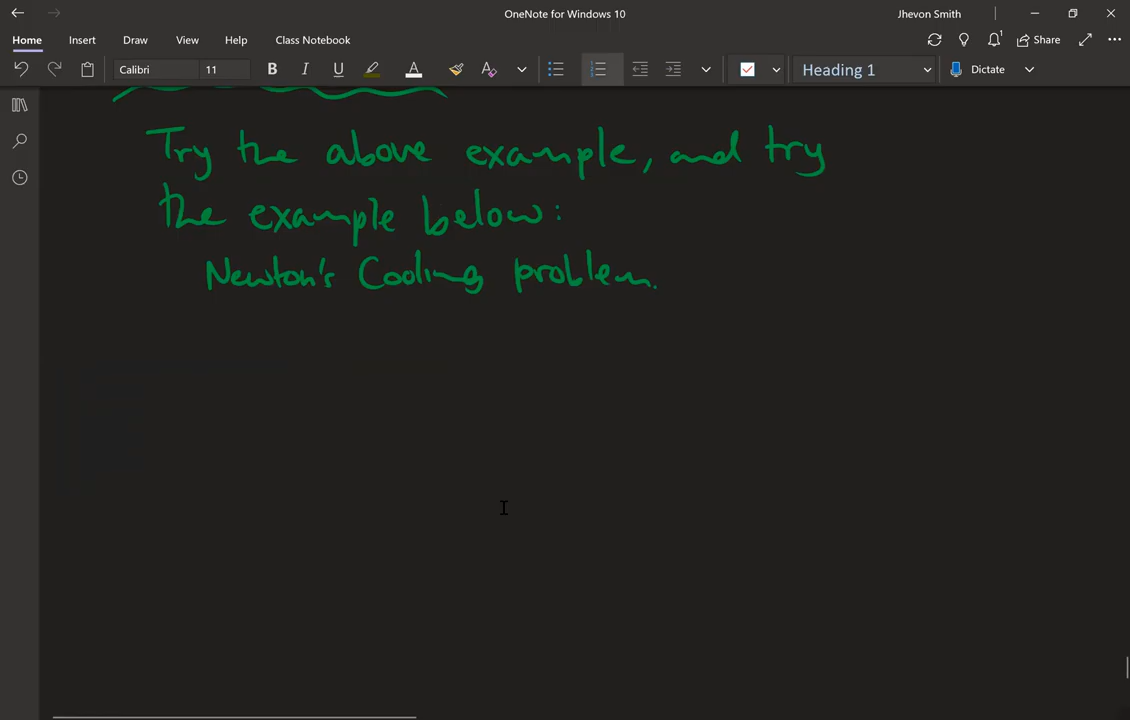 OneNote for Windows 10
Jhevon Smith
Home Insert Draw View Help Class Notebook
1 Share
Calibri 11 B I U A A Heading 1 Dictate
Try the above example, and try
the example below:
Newton's Cooling problem.